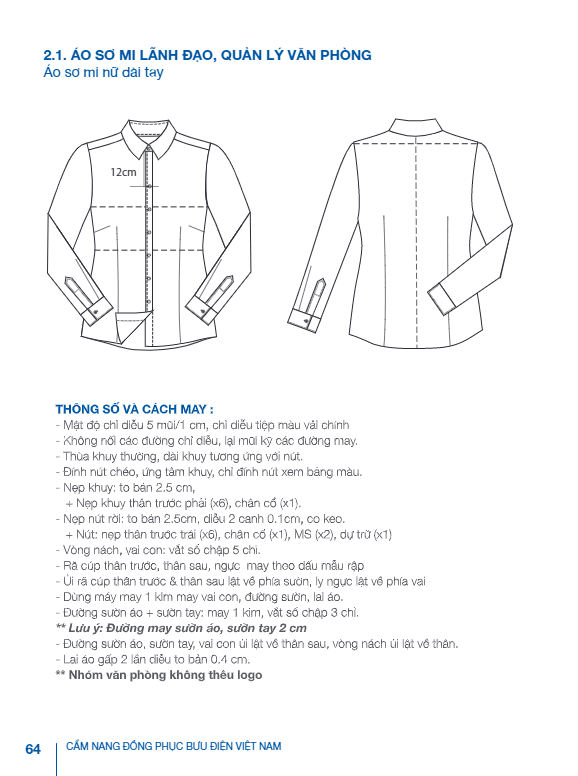 2.1. ÁO SƠ MI LÃNH ĐẠO, QUẢN LÝ VĂN PHÒNG
Áo sơ mi nữ dài tay
12cm
THÔNG SỐ VÀ CÁCH MAY :
- Mật độ chỉ diễu 5 mũi/1 cm, chỉ diễu tiệp màu vải chính
- Không nối các đường chỉ diễu, lại mũi kỹ các đường may.
- Thùa khuy thường, dài khuy tương ứng với nút.
- Đính nút chéo, ứng tâm khuy, chỉ đính nút xem bảng màu.
- Nẹp khuy: to bản 2.5 cm,
+ Nẹp khuy thân trước phải (x6), chân cổ (x1).
- Nẹp nút rời: to bản 2.5cm, diễu 2 cạnh 0.1cm, co keo.
+ Nút: nẹp thân trước trái (x6), chân cổ (x1), MS (x2), dự trữ (x1)
- Vòng nách, vai con: vắt sổ chập 5 chỉ.
- Rã cúp thân trước, thân sau, ngực may theo dấu mẫu rập
- Ủi rã cúp thân trước & thân sau lật về phía sườn, ly ngực lật về phía vai
- Dùng máy may 1 kim may vai con, đường sườn, lai áo.
- Đường sườn áo + sườn tay: may 1 kim, vắt sổ chập 3 chỉ.
** Lưu ý: Đường may sườn áo, sườn tay 2 cm
- Đường sườn áo, sườn tay, vai con ủi lật về thân sau, vòng nách ủi lật về thân.
- Lai áo gấp 2 lần diễu to bản 0.4 cm.
** Nhóm văn phòng không thêu logo
64
CẨM NANG ĐỒNG PHỤC BƯU ĐIỆN VIỆT NAM